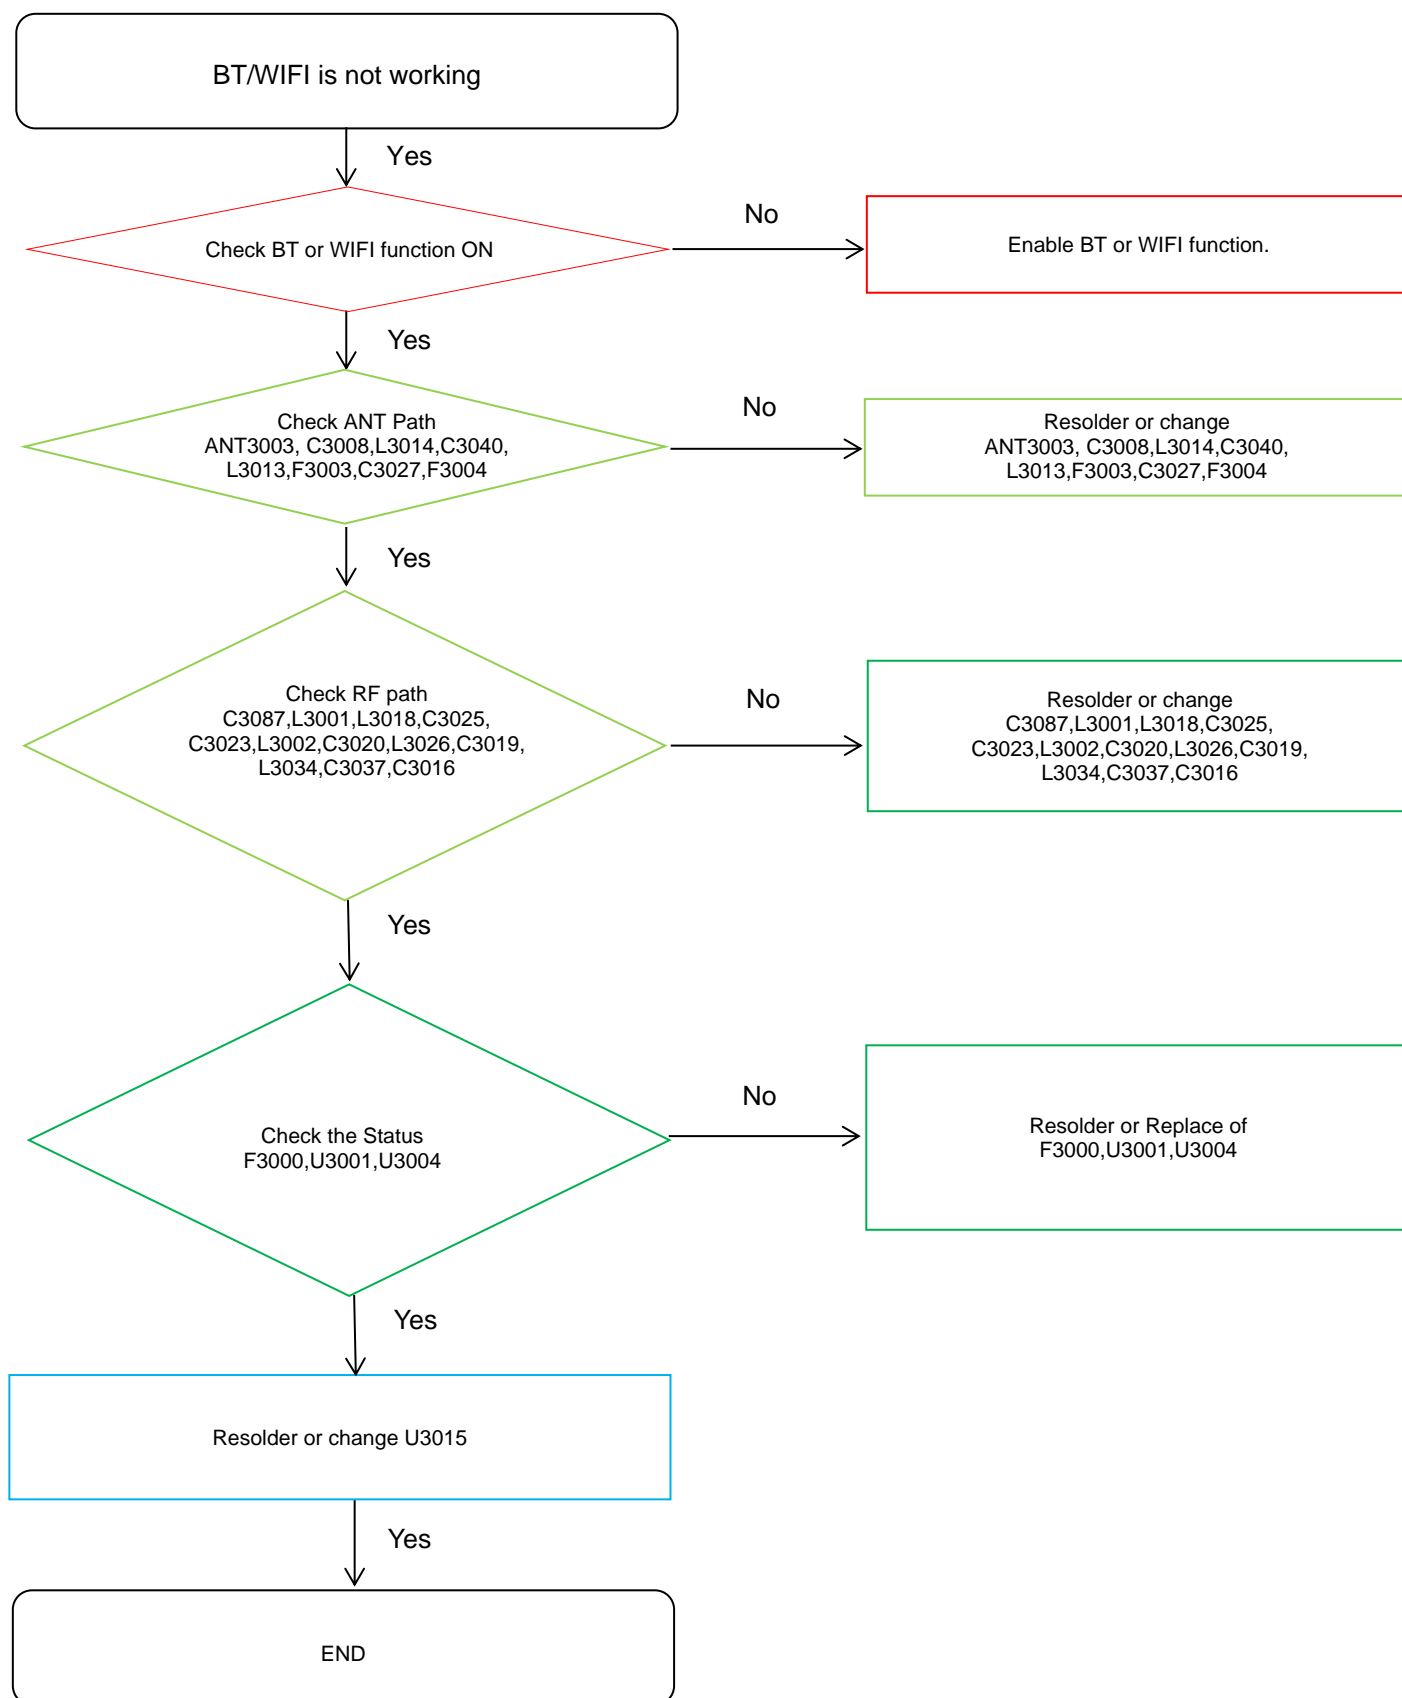 BT/WIFI is not working
Yes
Check BT or WIFI function ON
No
Enable BT or WIFI function.
Yes
Check ANT Path
ANT3003, C3008,L3014,C3040,
L3013,F3003,C3027,F3004
No
Resolder or change
ANT3003, C3008,L3014,C3040,
L3013,F3003,C3027,F3004
Yes
Check RF path
C3087,L3001,L3018,C3025,
C3023,L3002,C3020,L3026,C3019,
L3034,C3037,C3016
No
Resolder or change
C3087,L3001,L3018,C3025,
C3023,L3002,C3020,L3026,C3019,
L3034,C3037,C3016
Yes
Check the Status
F3000,U3001,U3004
No
Resolder or Replace of
F3000,U3001,U3004
Yes
Resolder or change U3015
Yes
END